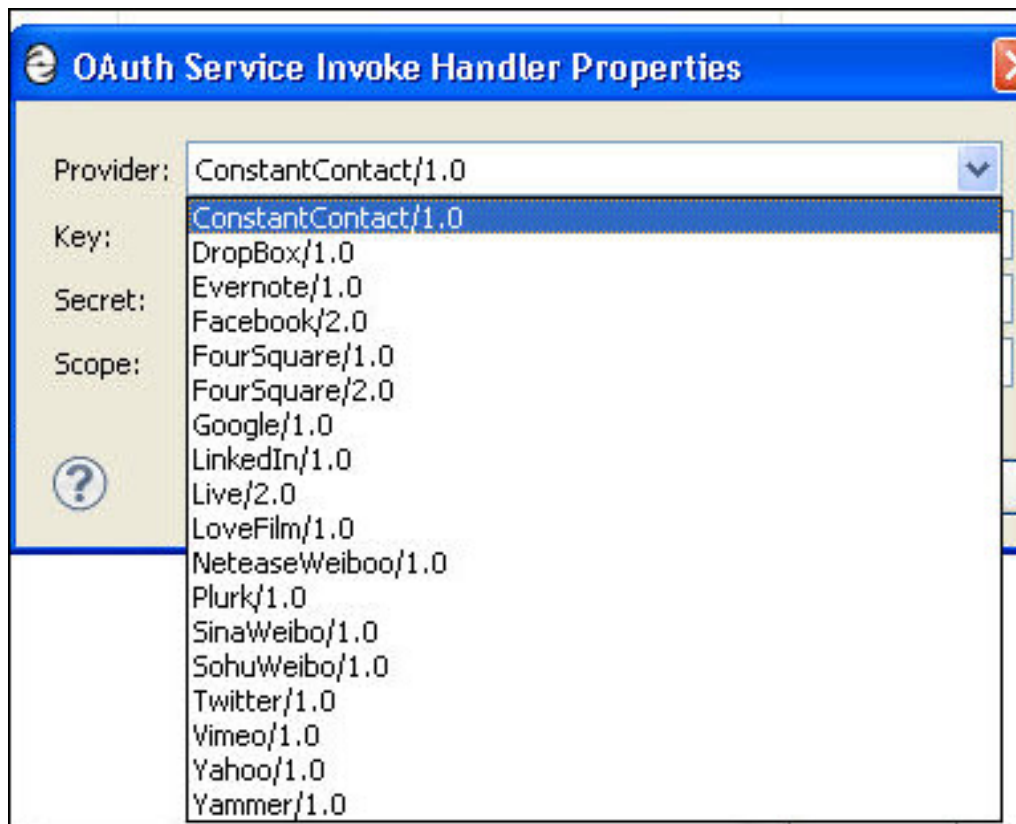 OAuth Service Invoke Handler Properties
Provider: ConstantContact/1.0
ConstantContact/1.0
Key:
DropBox/1.0
Evernote/1.0
Secret:
Facebook/2.0
FourSquare/1.0
Scope:
FourSquare/2.0
Google/1.0
LinkedIn/1.0
?
Live/2.0
LoveFilm/1.0
NeteaseWeiboo/1.0
Plurk/1.0
SinaWeibo/1.0
SohuWeibo/1.0
Twitter/1.0
Vimeo/1.0
Yahoo/1.0
Yammer/1.0